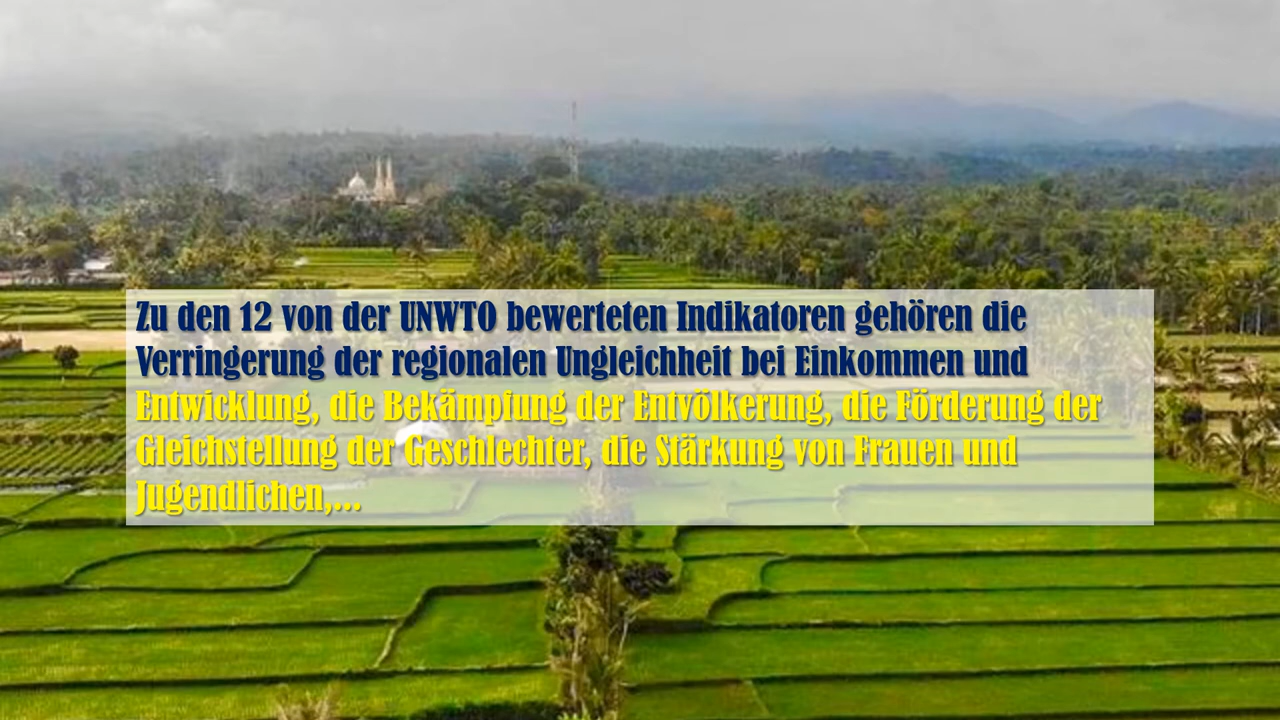 Zu den 12 von der UNWTO bewerteten Indikatoren gehören die
Verringerung der regionalen Ungleichheit bei Einkommen und
Entwicklung, die Bekämpfung der Entvölkerung, die Förderung der
Gleichstellung der Geschlechter, die Stärkung von Frauen und
Jugendlichen,...